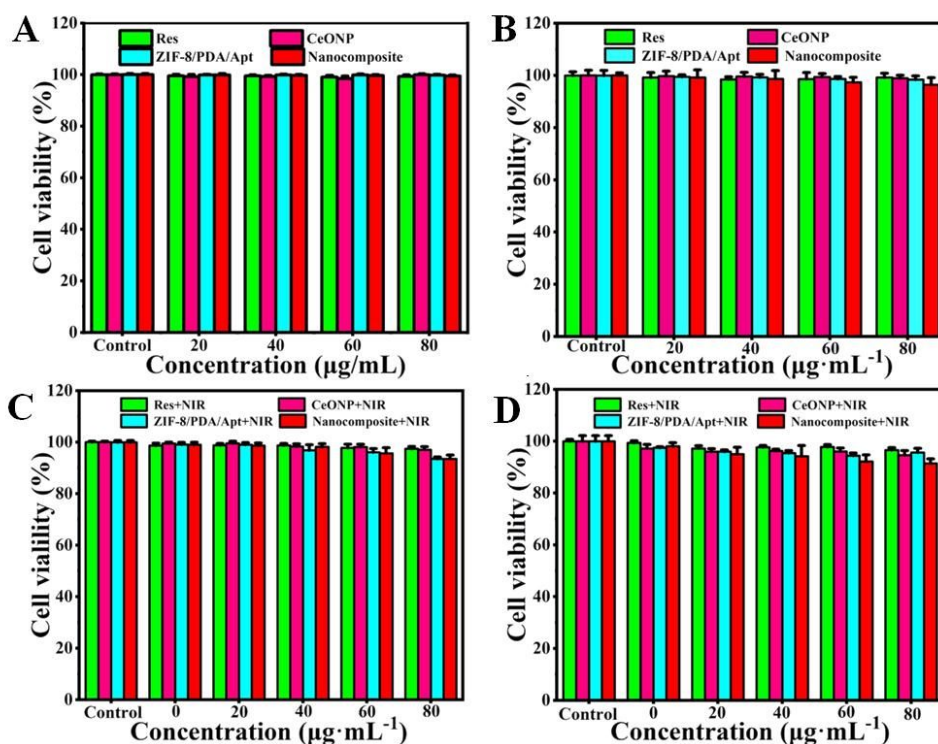 A
Res
CeONP
ZIF-8/PDA/Apt
Nanocomposite
Cell viability (%)
120
100
80
60
40
20
0
Control 20 40 60 80
Concentration (μg/mL)
B
Res
CeONP
ZIF-8/PDA/Apt
Nanocomposite
Cell viability (%)
120
100
80
60
40
20
0
Control 20 40 60 80
Concentration (μg·mL⁻¹)
C
Res+NIR
CeONP+NIR
ZIF-8/PDA/Apt+NIR
Nanocomposite+NIR
Cell vialility (%)
120
100
80
60
40
20
0
Control 0 20 40 60 80
Concentration (μg·mL⁻¹)
D
Res+NIR
CeONP+NIR
ZIF-8/PDA/Apt+NIR
Nanocomposite+NIR
Cell viability (%)
120
100
80
60
40
20
0
Control 0 20 40 60 80
Concentration (μg·mL⁻¹)